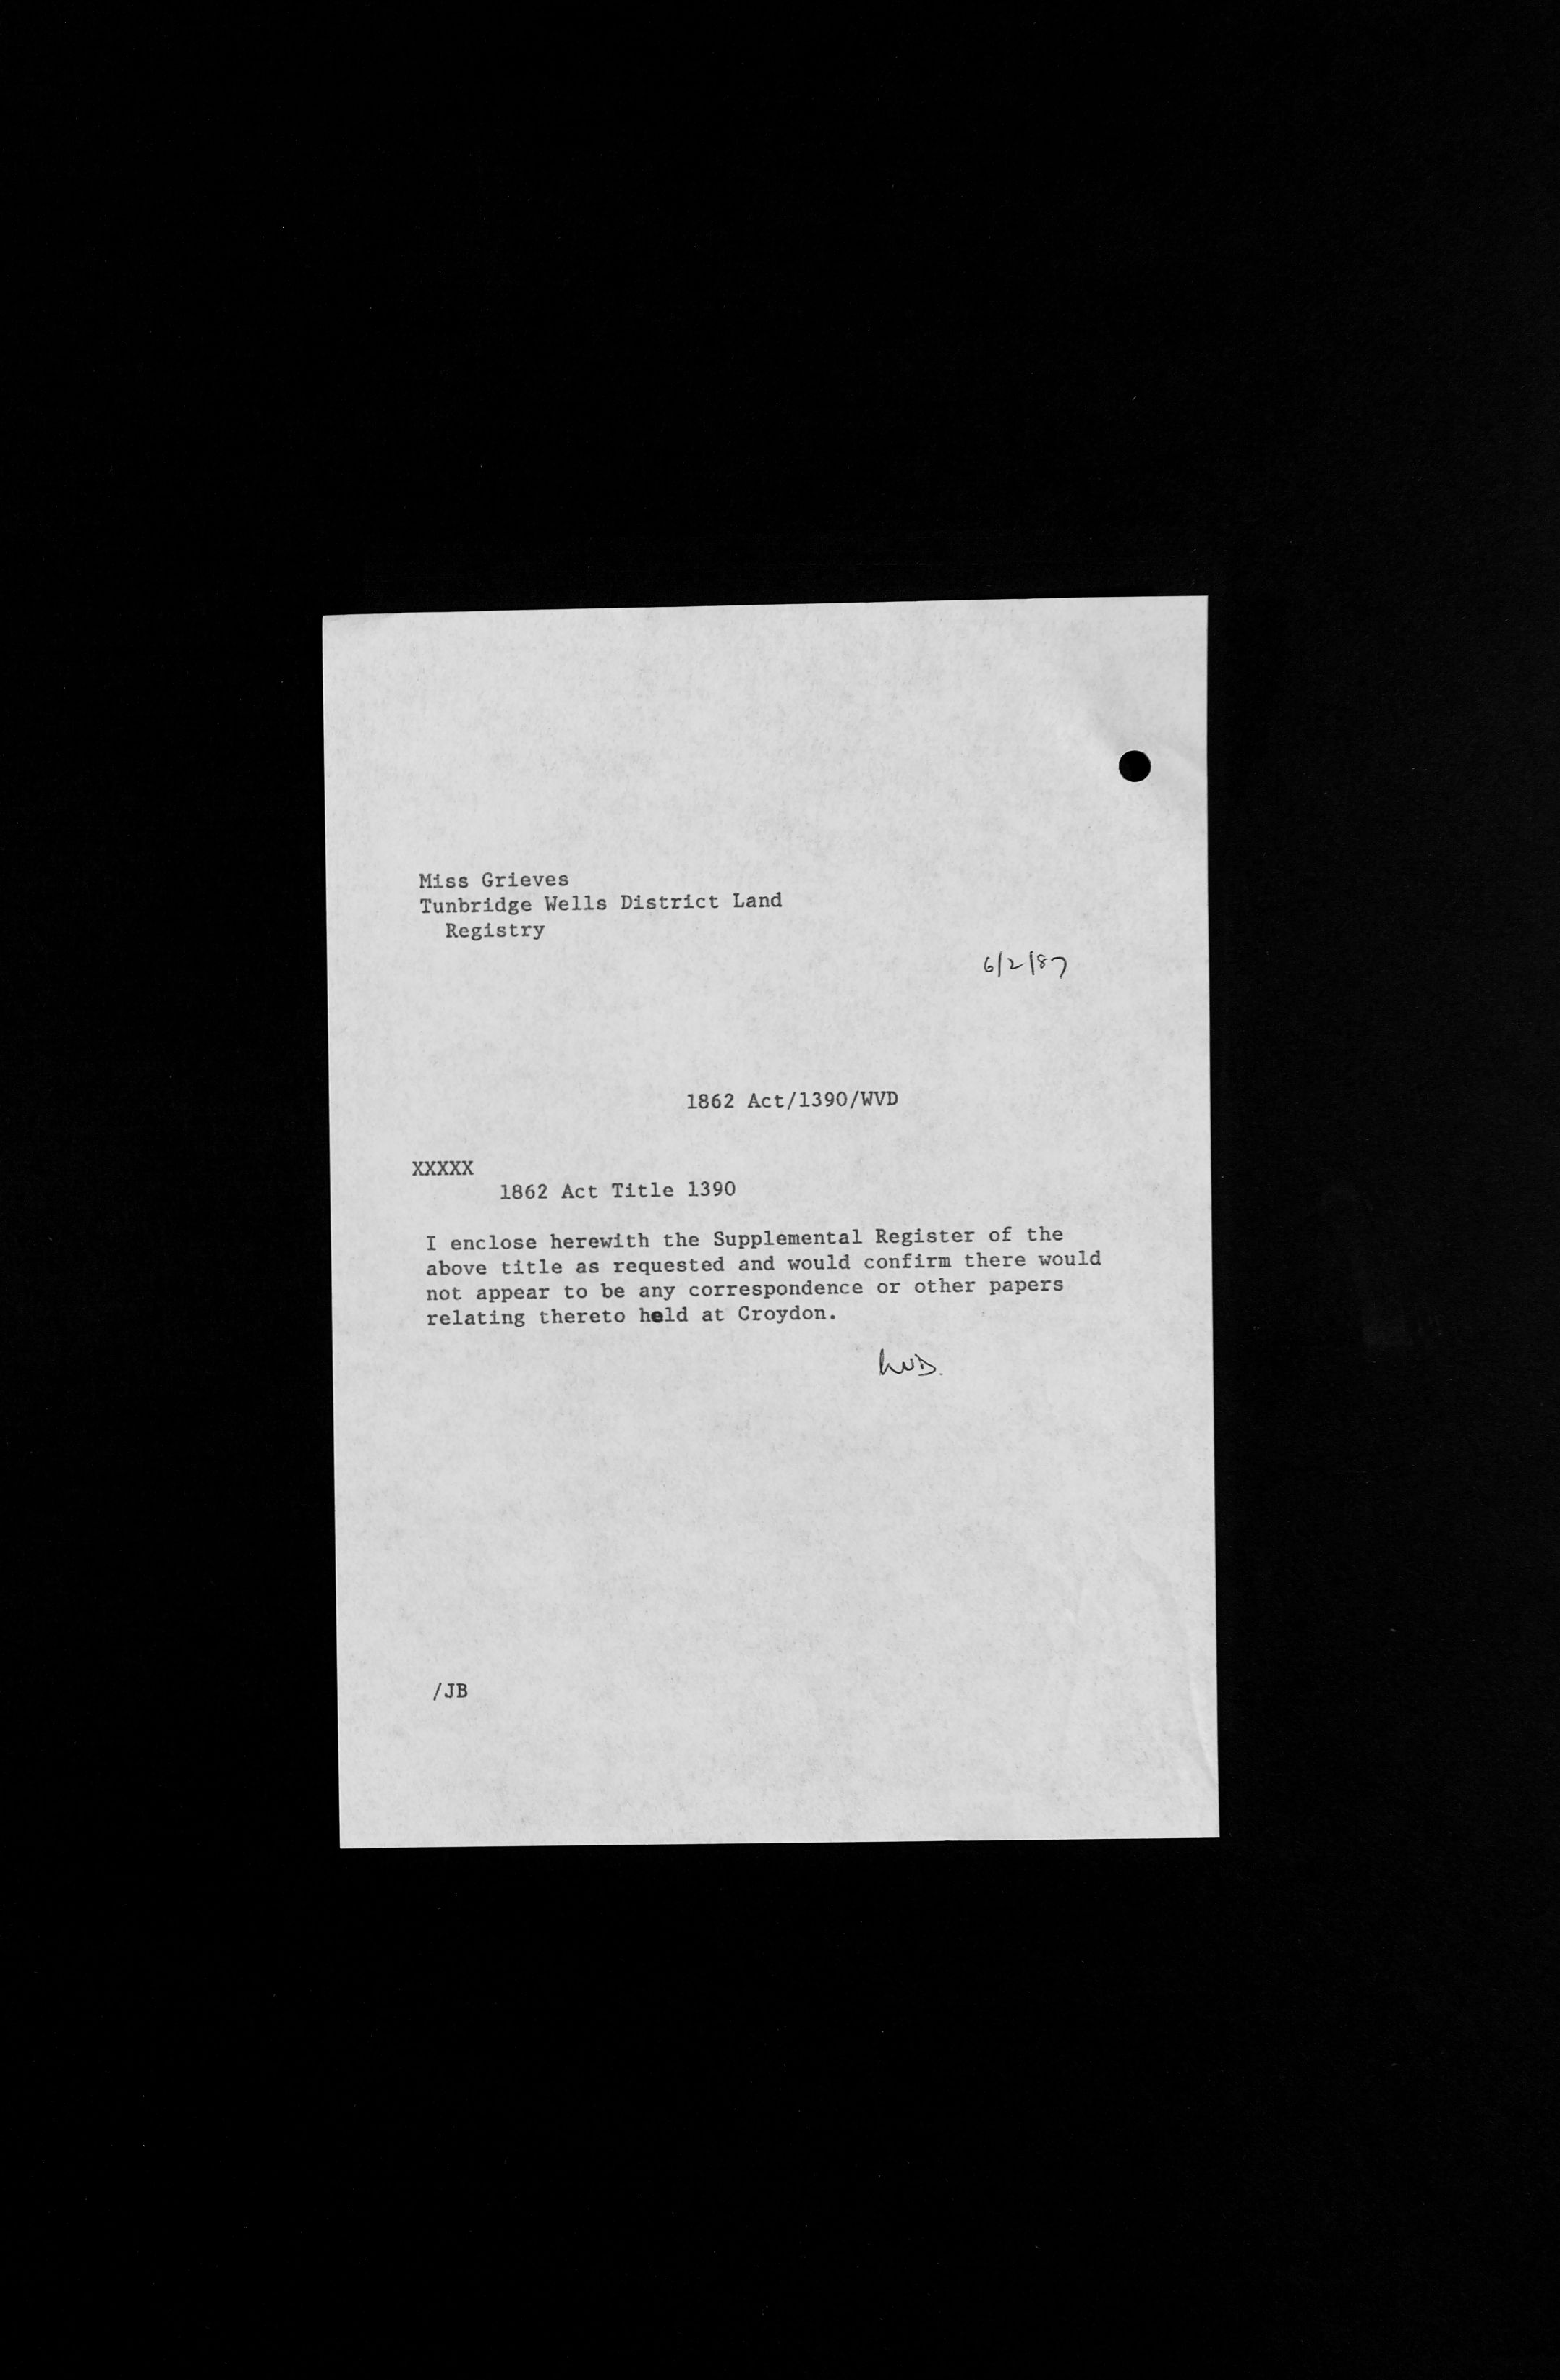 Miss Grieves
Tunbridge Wells District Land
Registry
6/2/87
1862 Act/1390/WVD
XXXXX
1862 Act Title 1390
I enclose herewith the Supplemental Register of the
above title as requested and would confirm there would
not appear to be any correspondence or other papers
relating thereto held at Croydon.
WVD.
/JB